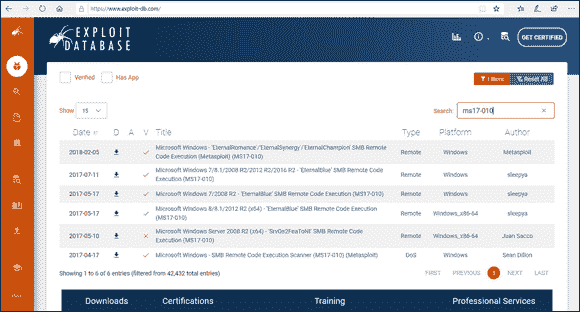 https://www.exploit-db.com/
EXPLOIT
DATABASE
GET CERTIFIED
Verified
Has App
Filters
Reset All
Show
15
Search:
ms17-010
Date
D
A
V
Title
Type
Platform
Author
2018-02-05
Microsoft Windows - 'EternalRomance'/'EternalSynergy'/'EternalChampion' SMB Remote
Code Execution (Metasploit) (MS17-010)
Remote
Windows
Metasploit
2017-07-11
Microsoft Windows 7/8.1/2008 R2/2012 R2/2016 R2 - 'EternalBlue' SMB Remote Code
Execution (MS17-010)
Remote
Windows
sleepya
2017-05-17
Microsoft Windows 7/2008 R2 - 'EternalBlue' SMB Remote Code Execution (MS17-010)
Remote
Windows
sleepya
2017-05-17
Microsoft Windows 8/8.1/2012 R2 (x64) - 'EternalBlue' SMB Remote Code Execution
(MS17-010)
Remote
Windows_x86-64
sleepya
2017-05-10
Microsoft Windows Server 2008 R2 (x64) - 'SrvOs2FeaToNt' SMB Remote Code
Execution (MS17-010)
Remote
Windows_x86-64
Juan Sacco
2017-04-17
Microsoft Windows - SMB Remote Code Execution Scanner (MS17-010) (Metasploit)
DoS
Windows
Sean Dillon
Showing 1 to 6 of 6 entries (filtered from 42,432 total entries)
FIRST
PREVIOUS
1
NEXT
LAST
Downloads
Certifications
Training
Professional Services